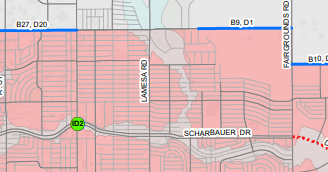 B27, D20
B9, D1
FAIRGROUNDS RD
LAMESA RD
B10, D
ID2
SCHARBAUER DR